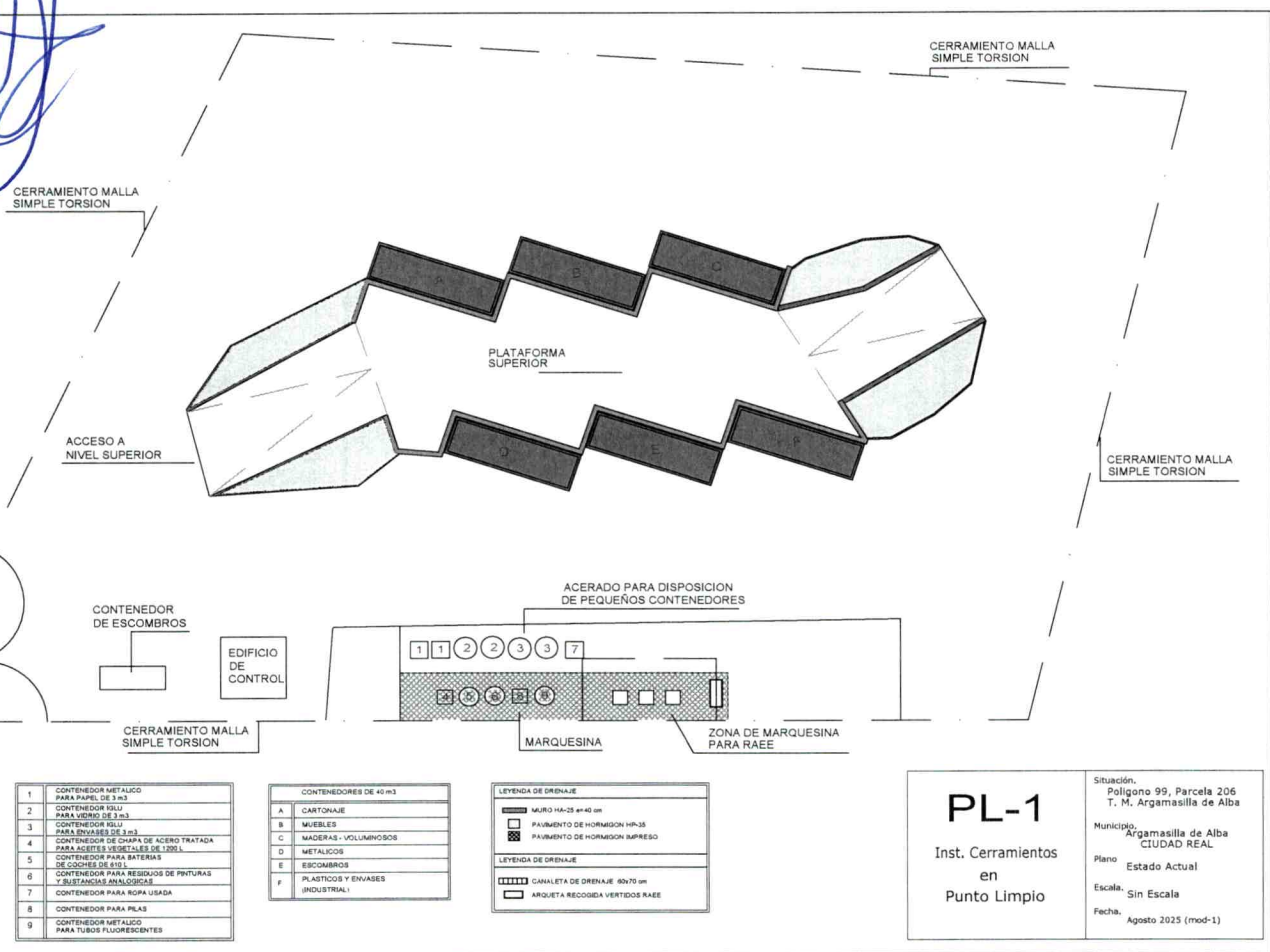 CERRAMIENTO MALLA
SIMPLE TORSION
CERRAMIENTO MALLA
SIMPLE TORSION
A
B
C
PLATAFORMA
SUPERIOR
ACCESO A
NIVEL SUPERIOR
D
E
F
CERRAMIENTO MALLA
SIMPLE TORSION
ACERADO PARA DISPOSICION
DE PEQUEÑOS CONTENEDORES
CONTENEDOR
DE ESCOMBROS
EDIFICIO
DE
CONTROL
1 1 2 2 3 3 7
4 5 6 8 9
CERRAMIENTO MALLA
SIMPLE TORSION
MARQUESINA
ZONA DE MARQUESINA
PARA RAEE
1 CONTENEDOR METALICO
PARA PAPEL DE 3 m3
2 CONTENEDOR IGLU
PARA VIDRIO DE 3 m3
3 CONTENEDOR IGLU
PARA ENVASES DE 3 m3
4 CONTENEDOR DE CHAPA DE ACERO TRATADA
PARA ACEITES VEGETALES DE 1200 L
5 CONTENEDOR PARA BATERIAS
DE COCHES DE 610 L
6 CONTENEDOR PARA RESIDUOS DE PINTURAS
Y SUSTANCIAS ANALOGICAS
7 CONTENEDOR PARA ROPA USADA
8 CONTENEDOR PARA PILAS
9 CONTENEDOR METALICO
PARA TUBOS FLUORESCENTES
CONTENEDORES DE 40 m3
A CARTONAJE
B MUEBLES
C MADERAS - VOLUMINOSOS
D METALICOS
E ESCOMBROS
F PLASTICOS Y ENVASES
(INDUSTRIAL)
LEYENDA DE DRENAJE
MURO HA-25 e=40 cm
PAVIMENTO DE HORMIGON HP-35
PAVIMENTO DE HORMIGON IMPRESO
LEYENDA DE DRENAJE
CANALETA DE DRENAJE 60x70 cm
ARQUETA RECOGIDA VERTIDOS RAEE
PL-1
Inst. Cerramientos
en
Punto Limpio
Situación.
Poligono 99, Parcela 206
T. M. Argamasilla de Alba
Municipio.
Argamasilla de Alba
CIUDAD REAL
Plano
Estado Actual
Escala.
Sin Escala
Fecha.
Agosto 2025 (mod-1)